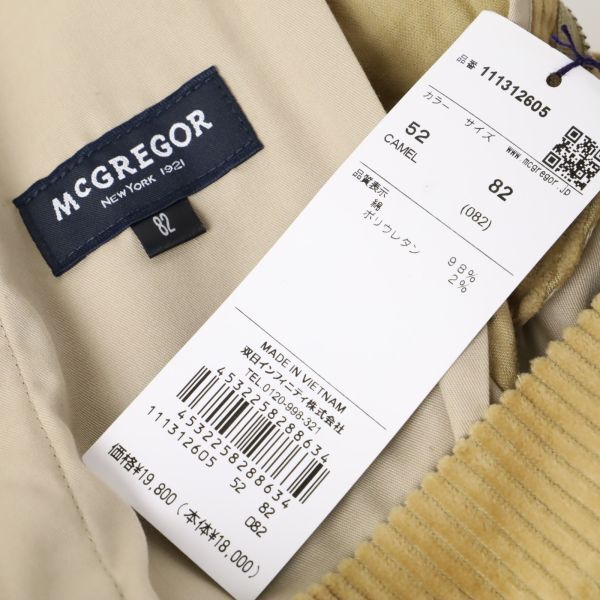 McGREGOR
NEW YORK 1921
82
品番 111312605
カラー サイズ
52 82
CAMEL (082)
www.mcgregor.jp
品質表示
綿 98%
ポリウレタン 2%
MADE IN VIETNAM
双日インフィニティ株式会社
TEL 0120-998-321
4532258288634
4532258288634
111312605 52 82
082
価格¥19,800(本体¥18,000)